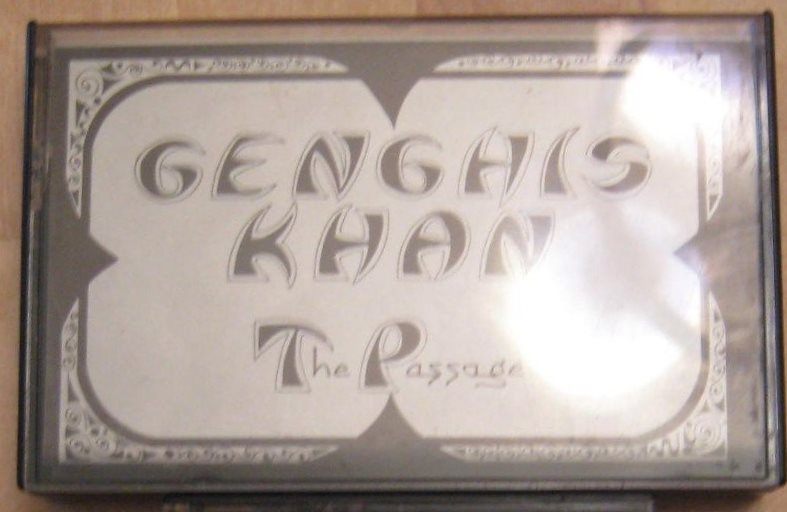 GENGHIS
KHAN
The Passage